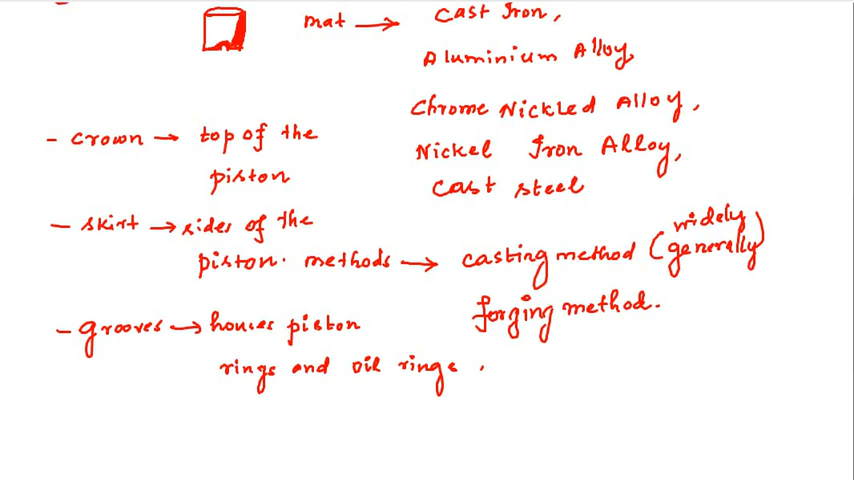 mat → Cast Iron,
Aluminium Alloy,
Chrome Nickled Alloy,
- crown → top of the
piston
Nickel Iron Alloy,
cast steel
- skirt → sides of the
piston.
methods → casting method (widely generally)
forging method.
- grooves → houses piston
rings and oil rings,